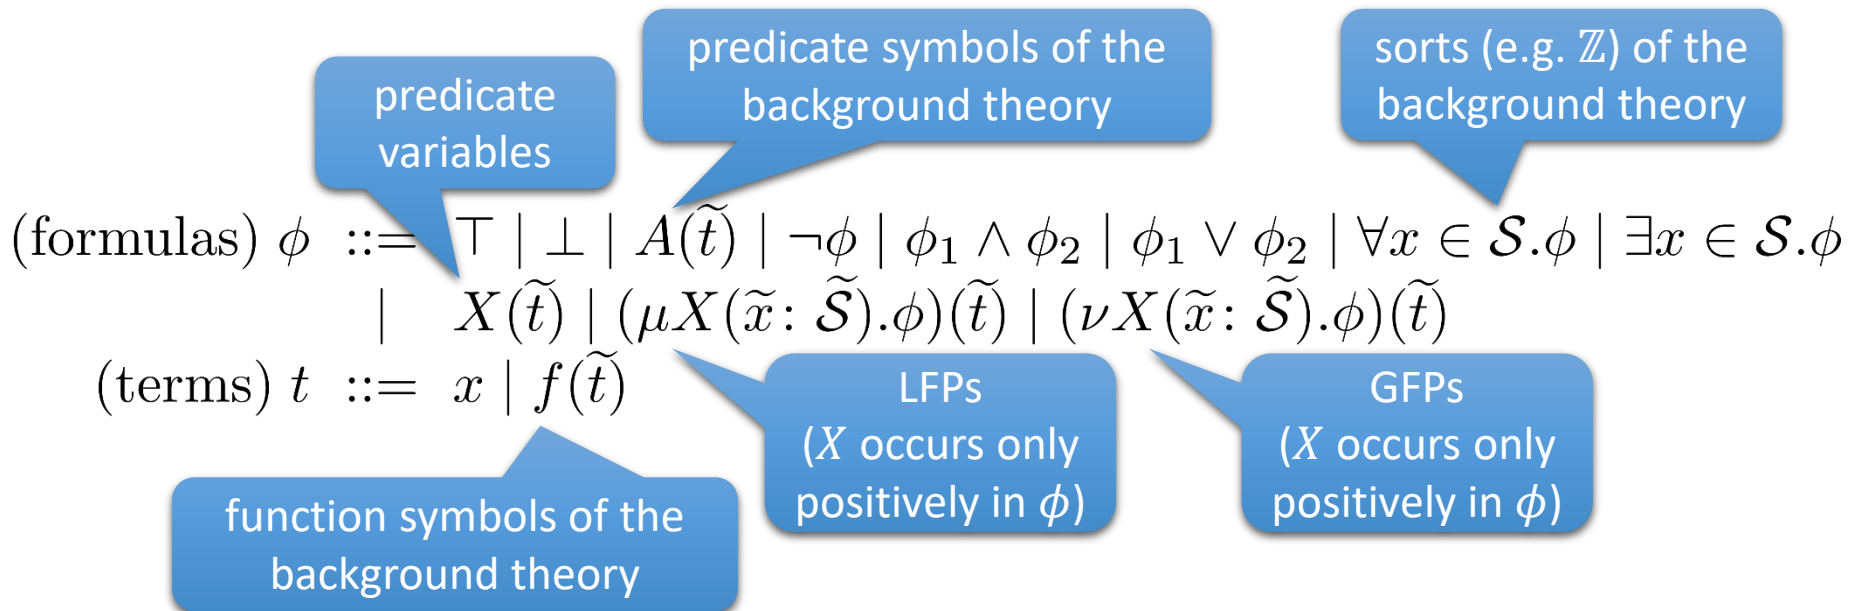 predicate symbols of the
background theory
sorts (e.g. ℤ) of the
background theory
predicate
variables
(formulas) ϕ ::= ⊤ | ⊥ | A(t̃) | ¬ϕ | ϕ₁ ∧ ϕ₂ | ϕ₁ ∨ ϕ₂ | ∀x ∈ 𝒮.ϕ | ∃x ∈ 𝒮.ϕ
| X(t̃) | (μX(x̃: 𝒮̃).ϕ)(t̃) | (νX(x̃: 𝒮̃).ϕ)(t̃)
(terms) t ::= x | f(t̃)
LFPs
(X occurs only
positively in ϕ)
GFPs
(X occurs only
positively in ϕ)
function symbols of the
background theory